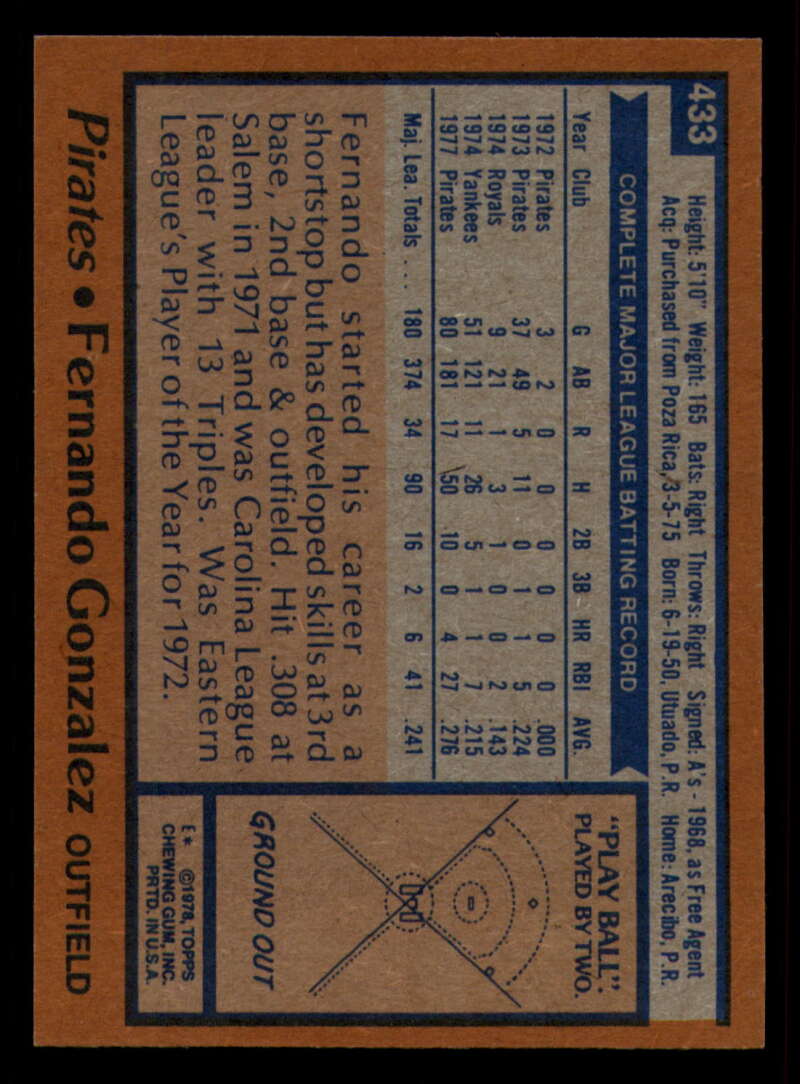 433
Height: 5'10" Weight: 165 Bats: Right Throws: Right Signed: A's - 1968, as Free Agent
Acq: Purchased from Poza Rica, 3-5-75 Born: 6-19-50, Utuado, P.R. Home: Arecibo, P.R.
COMPLETE MAJOR LEAGUE BATTING RECORD
Year Club G AB R H 2B 3B HR RBI AVG.
1972 Pirates 3 2 0 0 0 0 0 0 .000
1973 Pirates 37 49 5 11 0 1 1 5 .224
1974 Royals 9 21 1 3 1 0 0 2 .143
1974 Yankees 51 121 11 26 5 1 1 7 .215
1977 Pirates 80 181 17 50 10 0 4 27 .276
Maj. Lea. Totals ... 180 374 34 90 16 2 6 41 .241
Fernando started his career as a
shortstop but has developed skills at 3rd
base, 2nd base & outfield. Hit .308 at
Salem in 1971 and was Carolina League
leader with 13 Triples. Was Eastern
League's Player of the Year for 1972.
"PLAY BALL":
PLAYED BY TWO.
GROUND OUT
E* ©1978, TOPPS
CHEWING GUM, INC.
PRTD. IN U.S.A.
Pirates • Fernando Gonzalez OUTFIELD